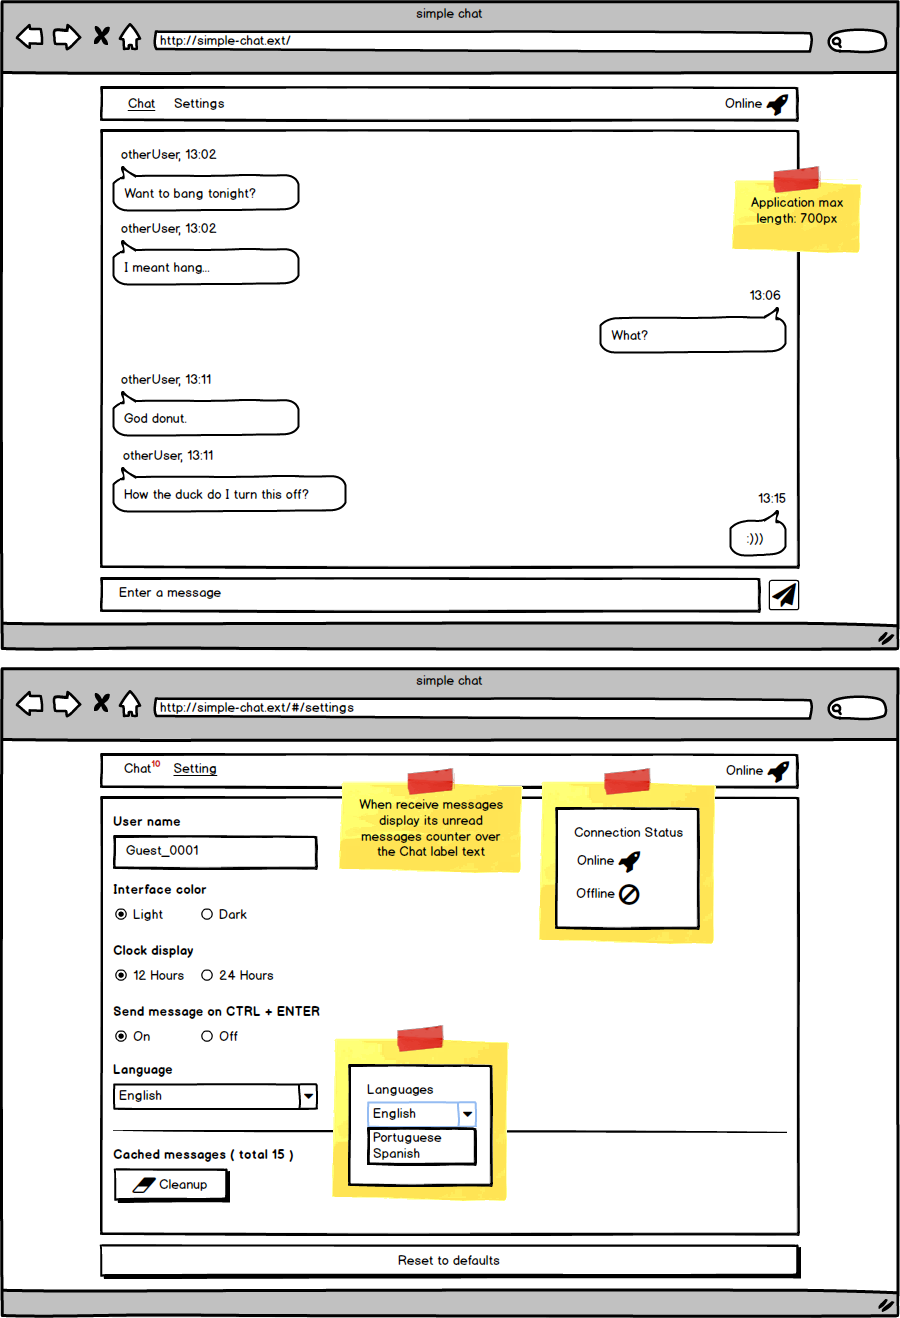 simple chat
http://simple-chat.ext/
Chat Settings Online
otherUser, 13:02
Want to bang tonight?
otherUser, 13:02
I meant hang...
Application max
length: 700px
13:06
What?
otherUser, 13:11
God donut.
otherUser, 13:11
How the duck do I turn this off?
13:15
:)))
Enter a message
simple chat
http://simple-chat.ext/#/settings
Chat10 Setting Online
User name
Guest_0001
When receive messages
display its unread
messages counter over
the Chat label text
Connection Status
Online
Offline
Interface color
Light Dark
Clock display
12 Hours 24 Hours
Send message on CTRL + ENTER
On Off
Language
English
Languages
English
Portuguese
Spanish
Cached messages ( total 15 )
Cleanup
Reset to defaults